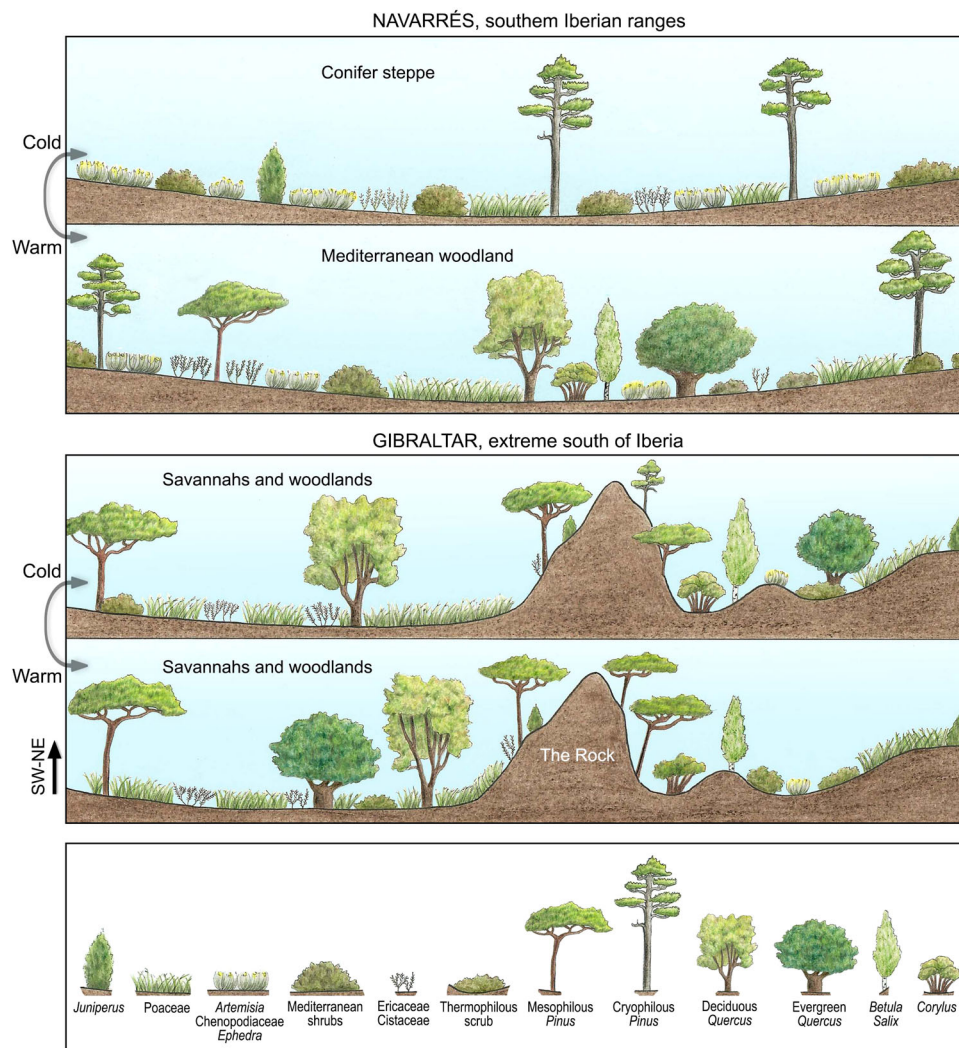 NAVARRÉS, southem Iberian ranges
Conifer steppe
Cold
Warm
Mediterranean woodland
GIBRALTAR, extreme south of Iberia
Savannahs and woodlands
Cold
Warm
Savannahs and woodlands
The Rock
SW-NE
Juniperus
Poaceae
Artemisia
Chenopodiaceae
Ephedra
Mediterranean
shrubs
Ericaceae
Cistaceae
Thermophilous
scrub
Mesophilous
Pinus
Cryophilous
Pinus
Deciduous
Quercus
Evergreen
Quercus
Betula
Salix
Corylus